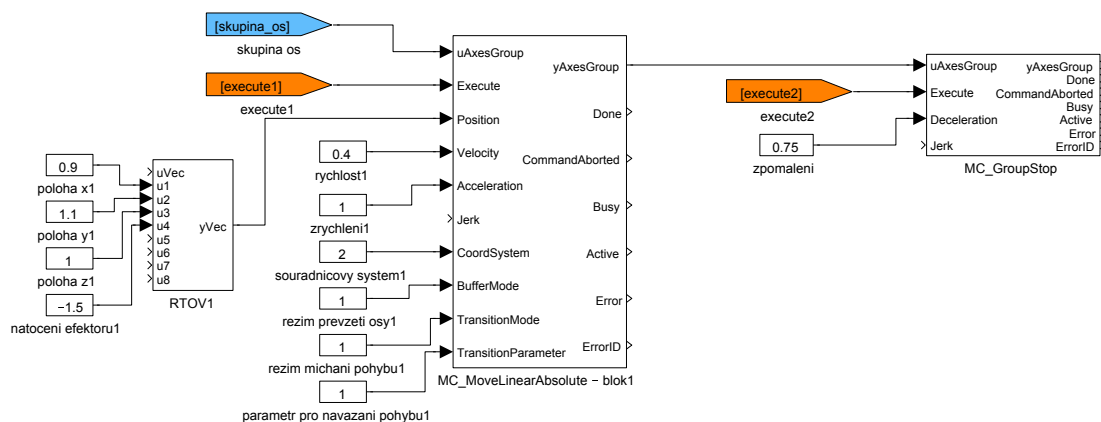 [skupina_os]
skupina os
[execute1]
execute1
0.9
poloha x1
1.1
poloha y1
1
poloha z1
−1.5
natoceni efektoru1
uVec
u1
u2
u3
u4
u5
u6
u7
u8
yVec
RTOV1
0.4
rychlost1
1
zrychleni1
2
souradnicovy system1
1
rezim prevzeti osy1
1
rezim michani pohybu1
1
parametr pro navazani pohybu1
uAxesGroup
Execute
Position
Velocity
Acceleration
Jerk
CoordSystem
BufferMode
TransitionMode
TransitionParameter
yAxesGroup
Done
CommandAborted
Busy
Active
Error
ErrorID
MC_MoveLinearAbsolute − blok1
[execute2]
execute2
0.75
zpomaleni
uAxesGroup
Execute
Deceleration
Jerk
yAxesGroup
Done
CommandAborted
Busy
Active
Error
ErrorID
MC_GroupStop